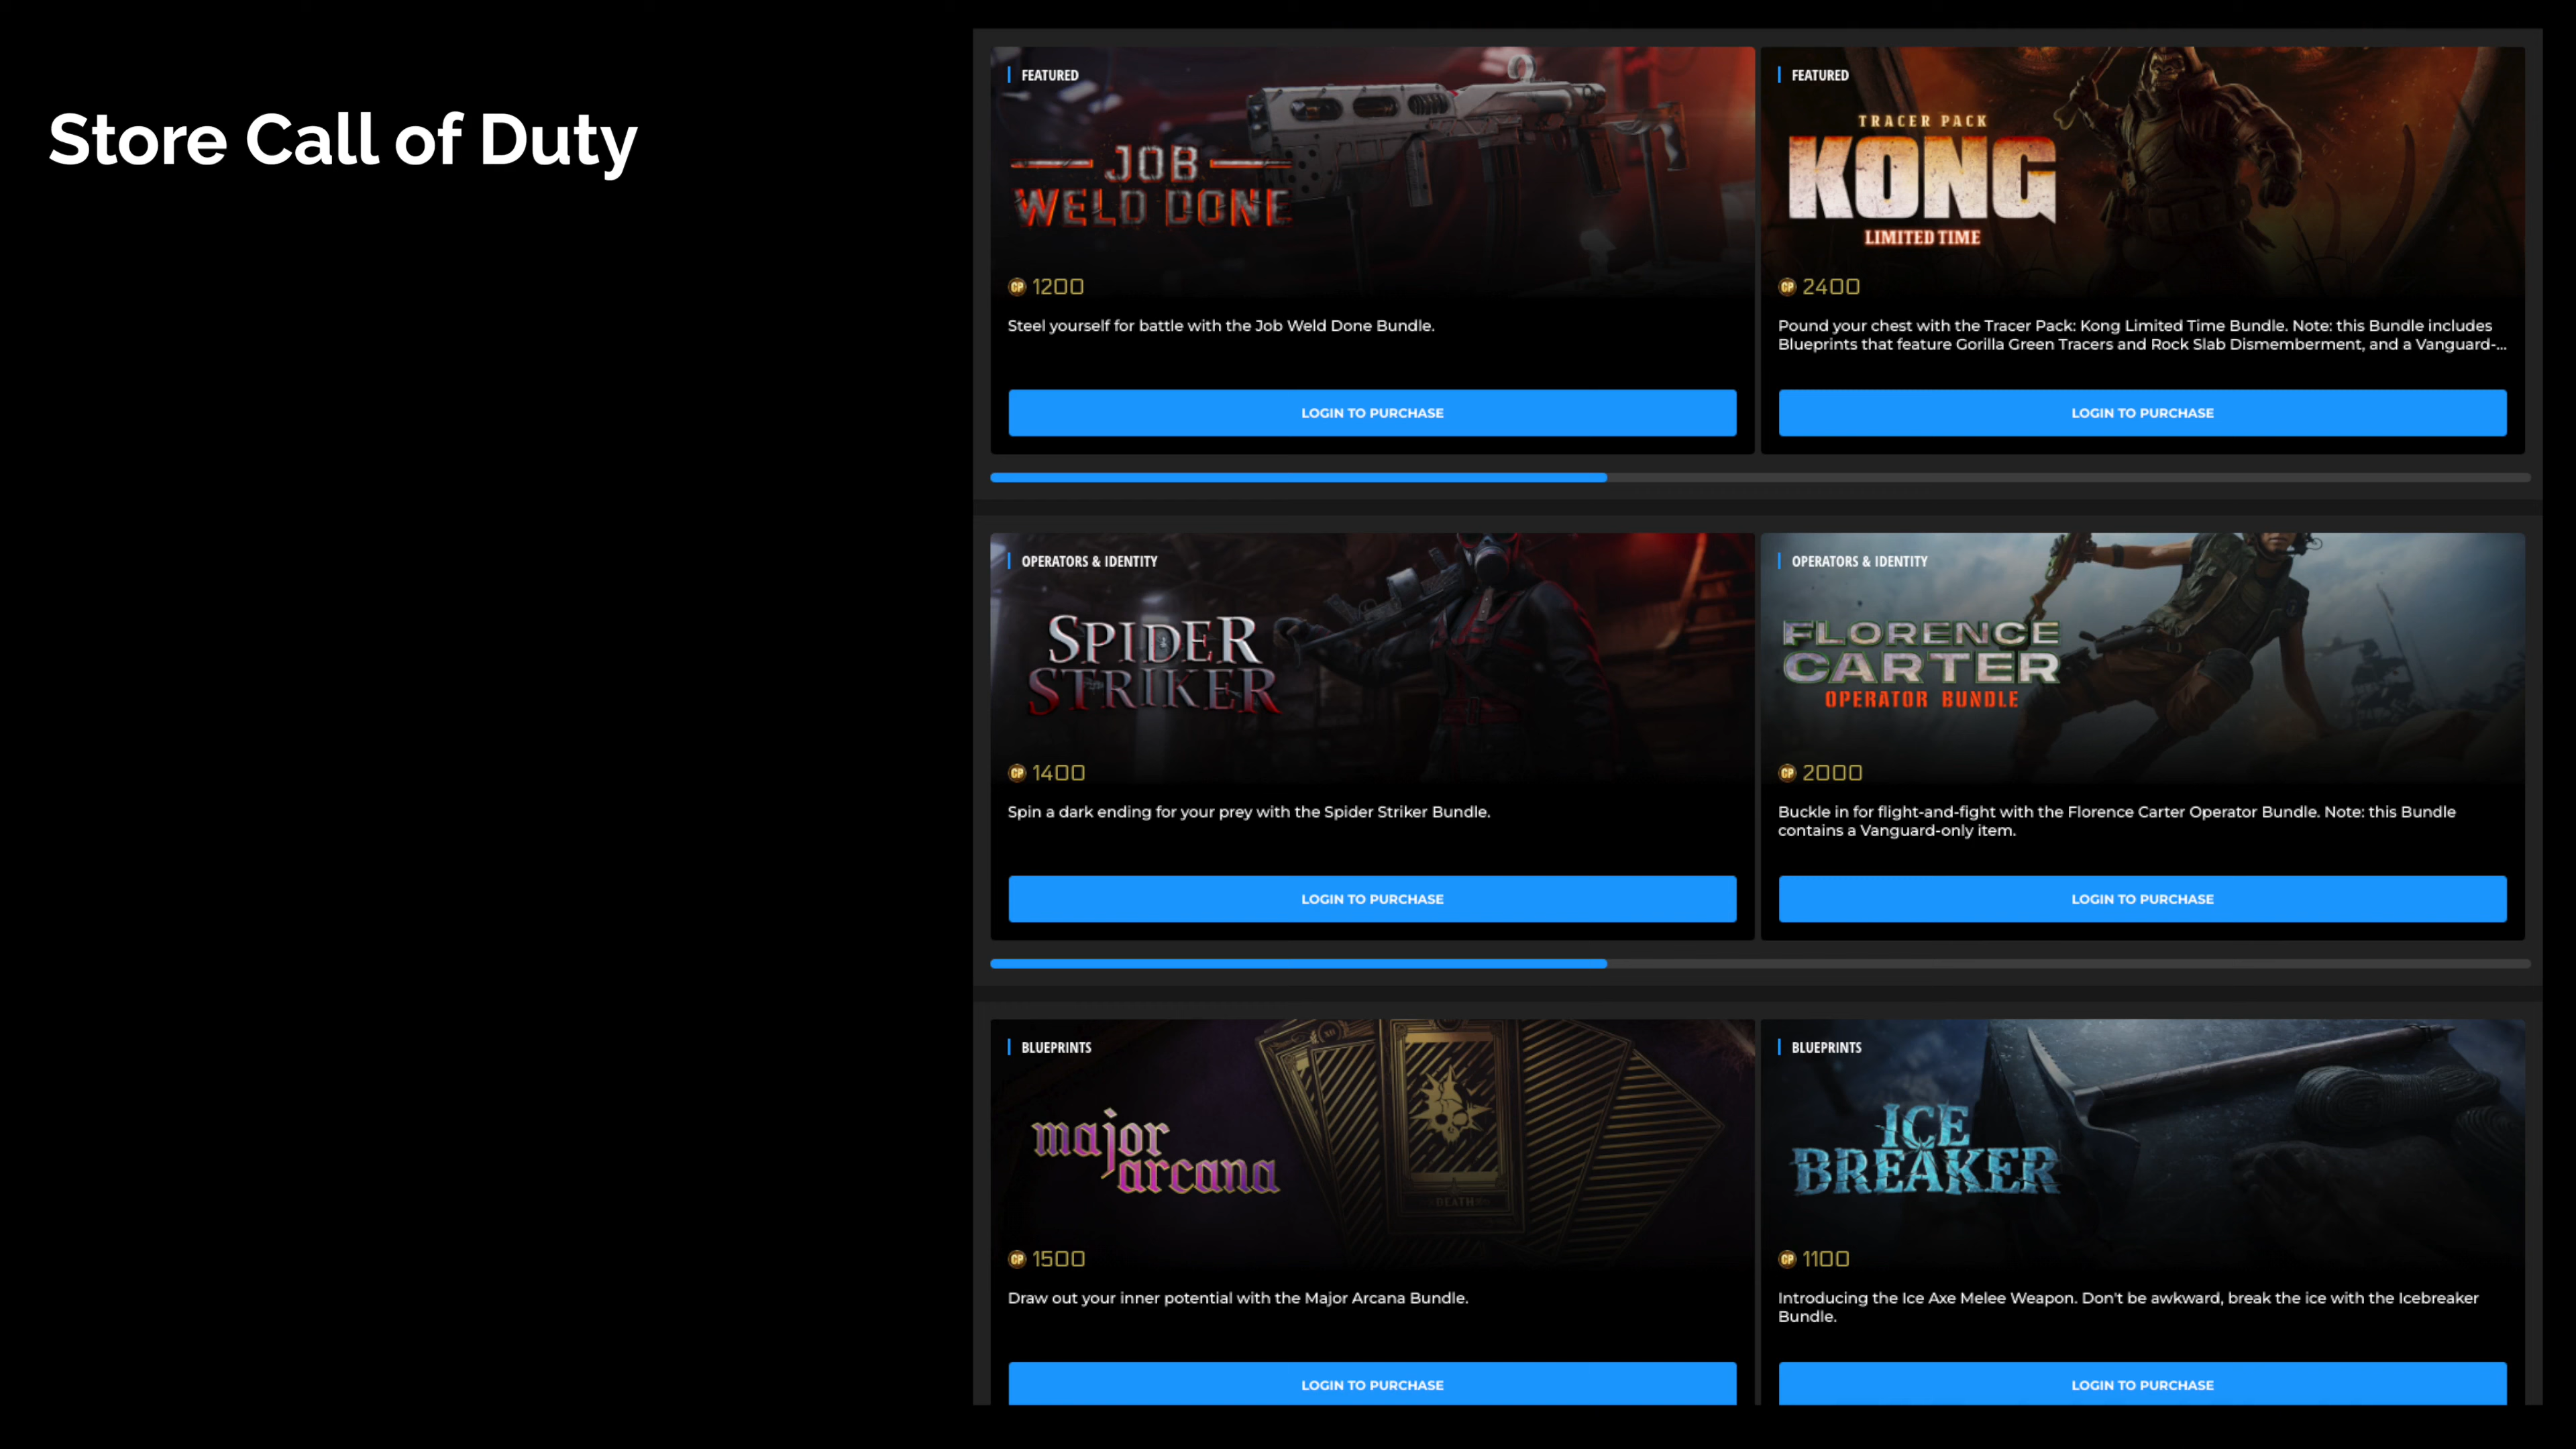 Store Call of Duty
FEATURED
JOB
WELD DONE
CP 1200
Steel yourself for battle with the Job Weld Done Bundle.
LOGIN TO PURCHASE
FEATURED
TRACER PACK
KONG
LIMITED TIME
CP 2400
Pound your chest with the Tracer Pack: Kong Limited Time Bundle. Note: this Bundle includes
Blueprints that feature Gorilla Green Tracers and Rock Slab Dismemberment, and a Vanguard-...
LOGIN TO PURCHASE
OPERATORS & IDENTITY
SPIDER
STRIKER
CP 1400
Spin a dark ending for your prey with the Spider Striker Bundle.
LOGIN TO PURCHASE
OPERATORS & IDENTITY
FLORENCE
CARTER
OPERATOR BUNDLE
CP 2000
Buckle in for flight-and-fight with the Florence Carter Operator Bundle. Note: this Bundle
contains a Vanguard-only item.
LOGIN TO PURCHASE
BLUEPRINTS
major
arcana
DEATH
CP 1500
Draw out your inner potential with the Major Arcana Bundle.
LOGIN TO PURCHASE
BLUEPRINTS
ICE
BREAKER
CP 1100
Introducing the Ice Axe Melee Weapon. Don't be awkward, break the ice with the Icebreaker
Bundle.
LOGIN TO PURCHASE